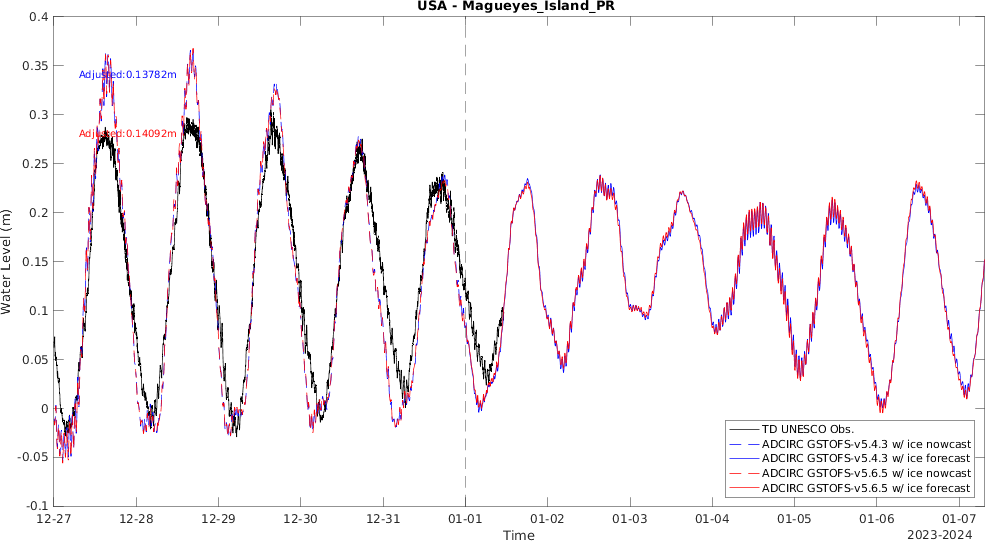 USA - Magueyes_Island_PR
0.4
0.35
0.3
0.25
0.2
0.15
0.1
0.05
0
-0.05
-0.1
Water Level (m)
Adjusted:0.13782m
Adjusted:0.14092m
TD UNESCO Obs.
ADCIRC GSTOFS-v5.4.3 w/ ice nowcast
ADCIRC GSTOFS-v5.4.3 w/ ice forecast
ADCIRC GSTOFS-v5.6.5 w/ ice nowcast
ADCIRC GSTOFS-v5.6.5 w/ ice forecast
12-27 12-28 12-29 12-30 12-31 01-01 01-02 01-03 01-04 01-05 01-06 01-07
Time
2023-2024